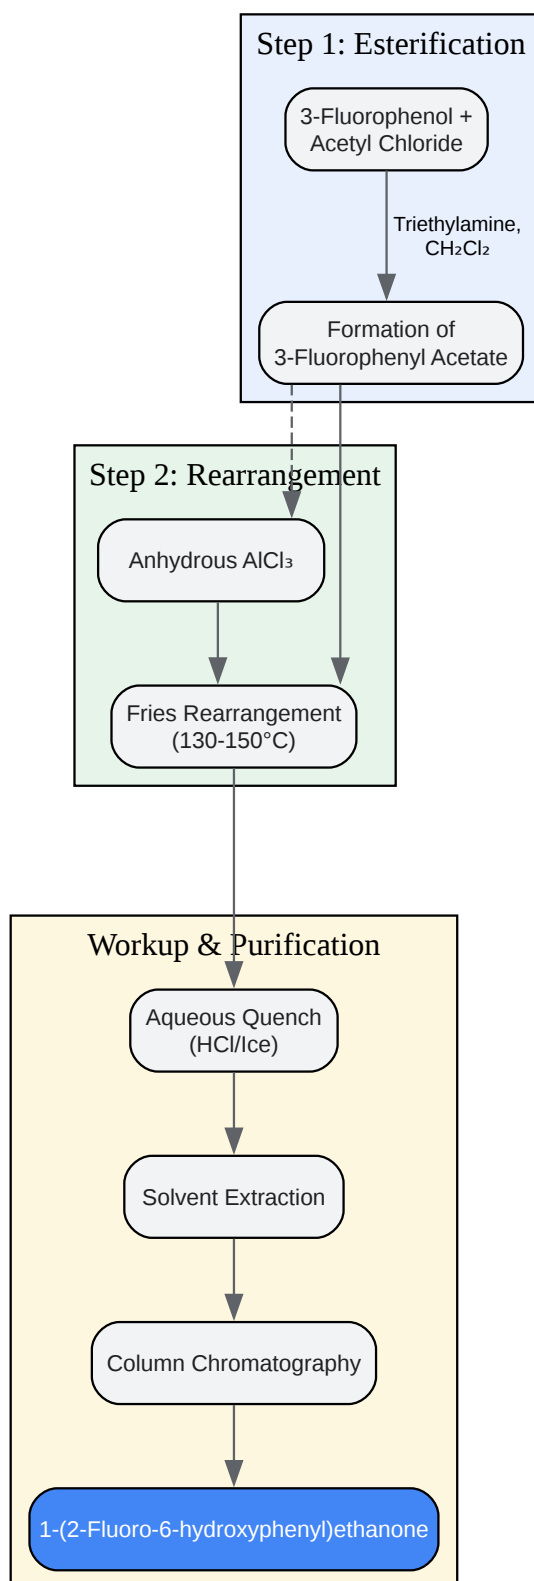 Step 1: Esterification
3-Fluorophenol +
Acetyl Chloride
Triethylamine,
CH₂Cl₂
Formation of
3-Fluorophenyl Acetate
Step 2: Rearrangement
Anhydrous AlCl₃
Fries Rearrangement
(130-150°C)
Workup & Purification
Aqueous Quench
(HCl/Ice)
Solvent Extraction
Column Chromatography
1-(2-Fluoro-6-hydroxyphenyl)ethanone